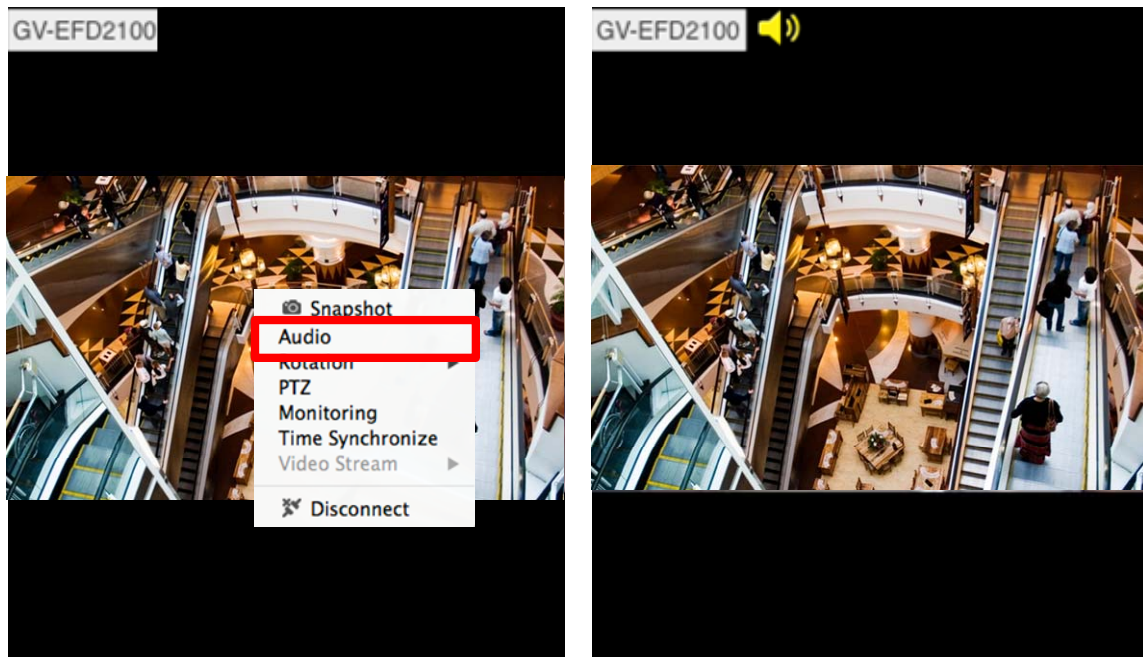 GV-EFD2100
Snapshot
Audio
Rotation
PTZ
Monitoring
Time Synchronize
Video Stream
Disconnect
GV-EFD2100